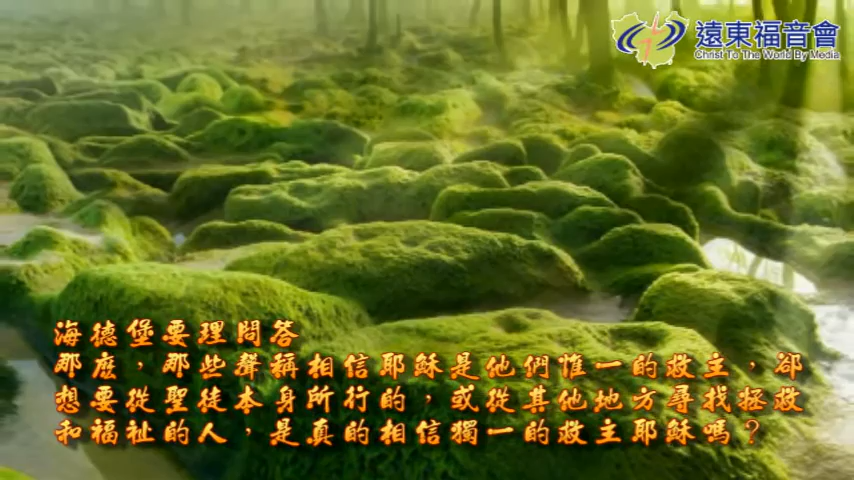 遠東福音會
Christ To The World By Media
海德堡要理問答
那麼，那些聲稱相信耶穌是他們惟一的救主，卻
想要從聖徒本身所行的，或從其他地方尋找拯救
和福祉的人，是真的相信獨一的救主耶穌嗎？